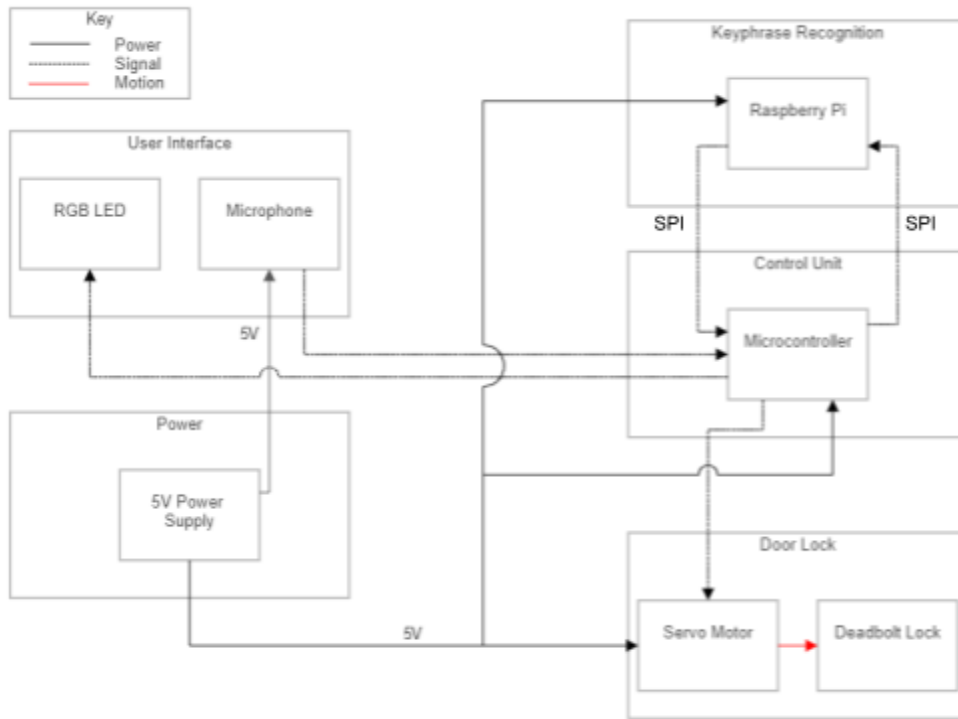 Key
Power
Signal
Motion
User Interface
RGB LED
Microphone
5V
Power
5V Power
Supply
5V
Keyphrase Recognition
Raspberry Pi
SPI
SPI
Control Unit
Microcontroller
Door Lock
Servo Motor
Deadbolt Lock